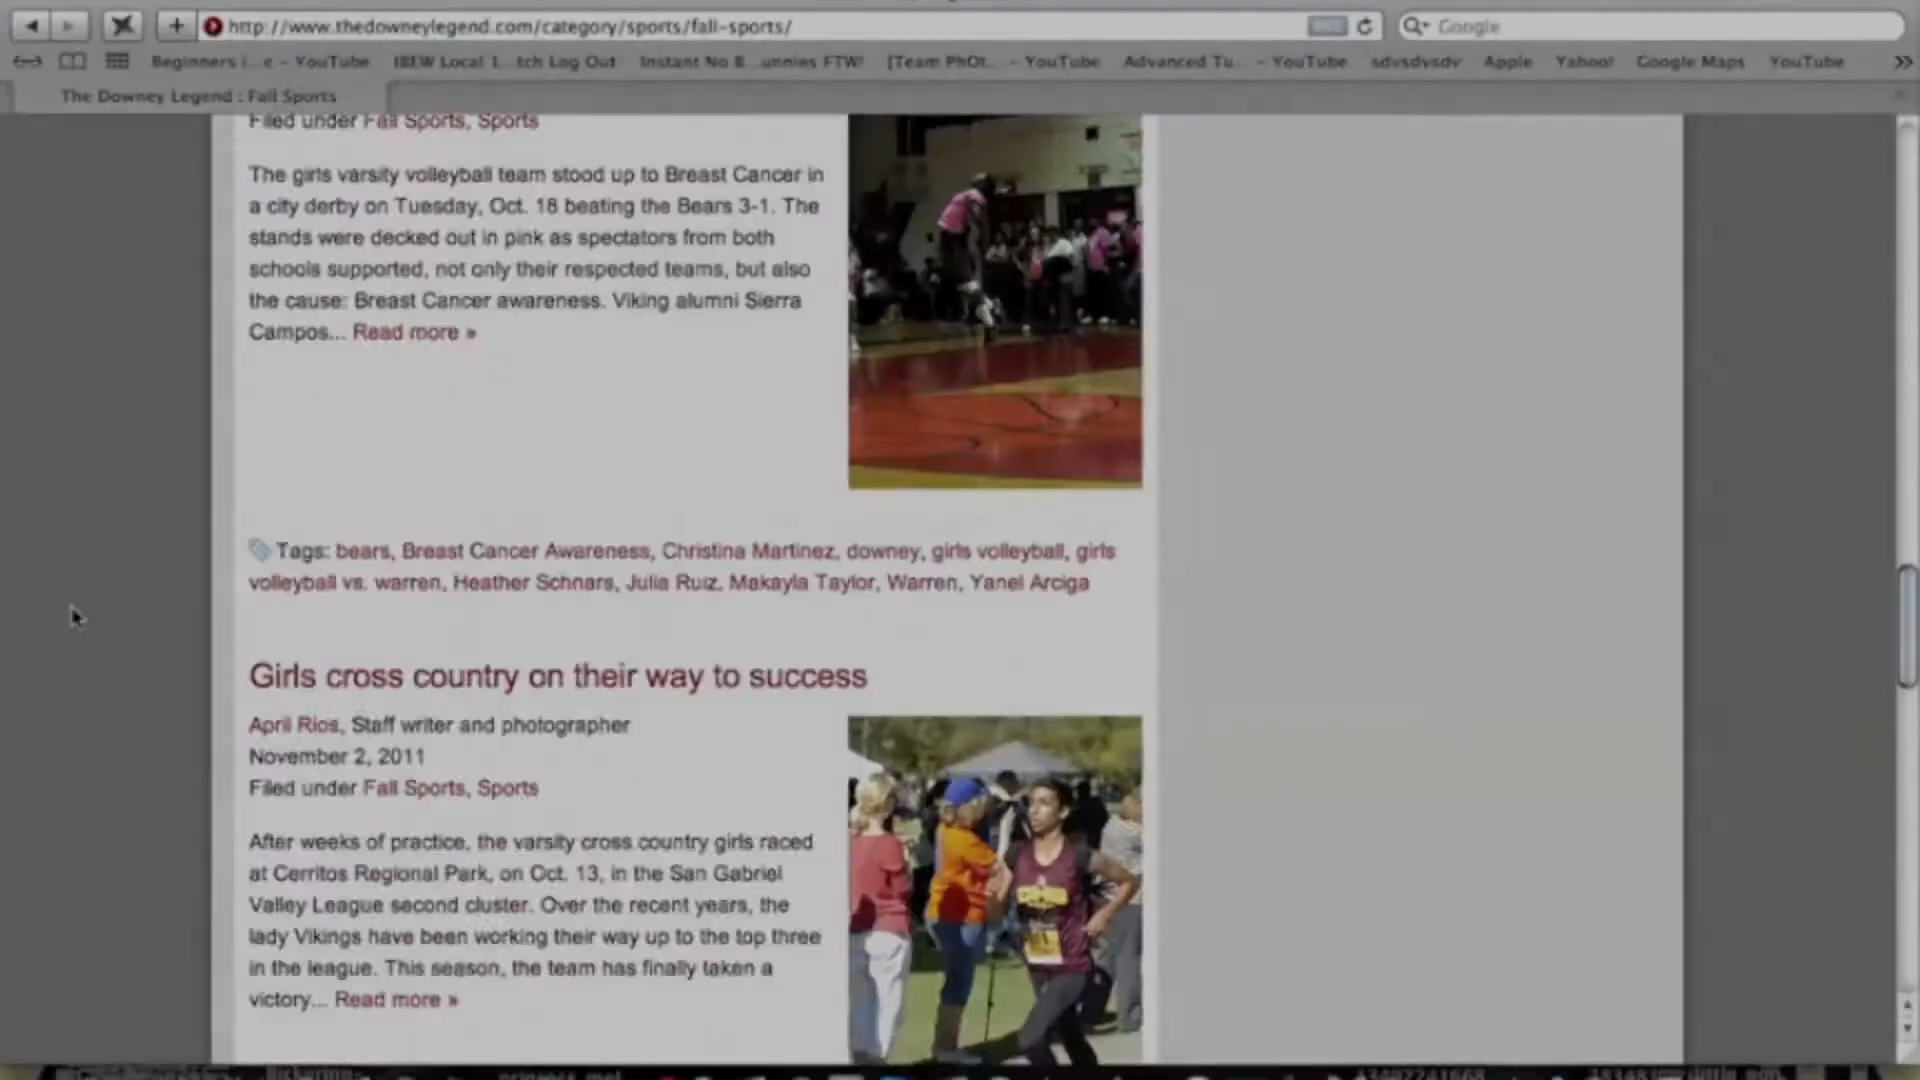 http://www.thedowneylegend.com/category/sports/fall-sports/
Google
Beginners i...e - YouTube
IBEW Local 1...tch Log Out
Instant No B...unnies FTW!
[Team PhOt... - YouTube
Advanced Tu... - YouTube
sdvsdvsdv
Apple
Yahoo!
Google Maps
YouTube
The Downey Legend : Fall Sports
Filed under Fall Sports, Sports
The girls varsity volleyball team stood up to Breast Cancer in
a city derby on Tuesday, Oct. 18 beating the Bears 3-1. The
stands were decked out in pink as spectators from both
schools supported, not only their respected teams, but also
the cause: Breast Cancer awareness. Viking alumni Sierra
Campos... Read more »
Tags: bears, Breast Cancer Awareness, Christina Martinez, downey, girls volleyball, girls
volleyball vs. warren, Heather Schnars, Julia Ruiz, Makayla Taylor, Warren, Yanel Arciga
Girls cross country on their way to success
April Rios, Staff writer and photographer
November 2, 2011
Filed under Fall Sports, Sports
After weeks of practice, the varsity cross country girls raced
at Cerritos Regional Park, on Oct. 13, in the San Gabriel
Valley League second cluster. Over the recent years, the
lady Vikings have been working their way up to the top three
in the league. This season, the team has finally taken a
victory... Read more »